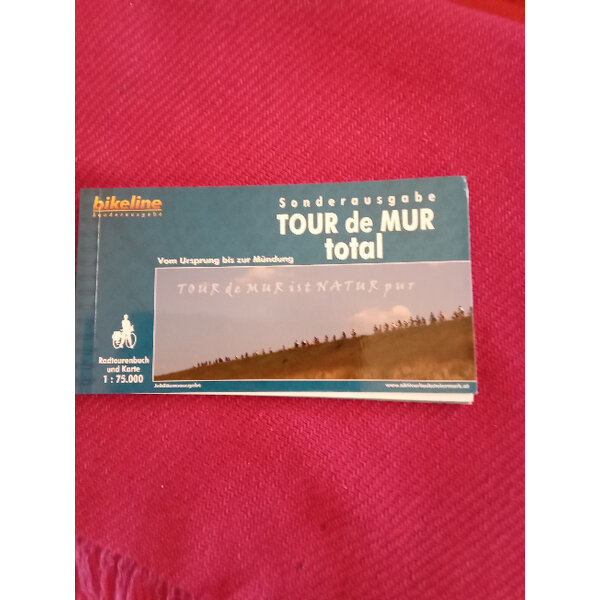 bikeline
Sonderausgabe
Sonderausgabe
TOUR de MUR
total
Vom Ursprung bis zur Mündung
TOUR de MUR ist NATUR pur
Radtourenbuch
und Karte
1 : 75.000
Jubiläumsausgabe